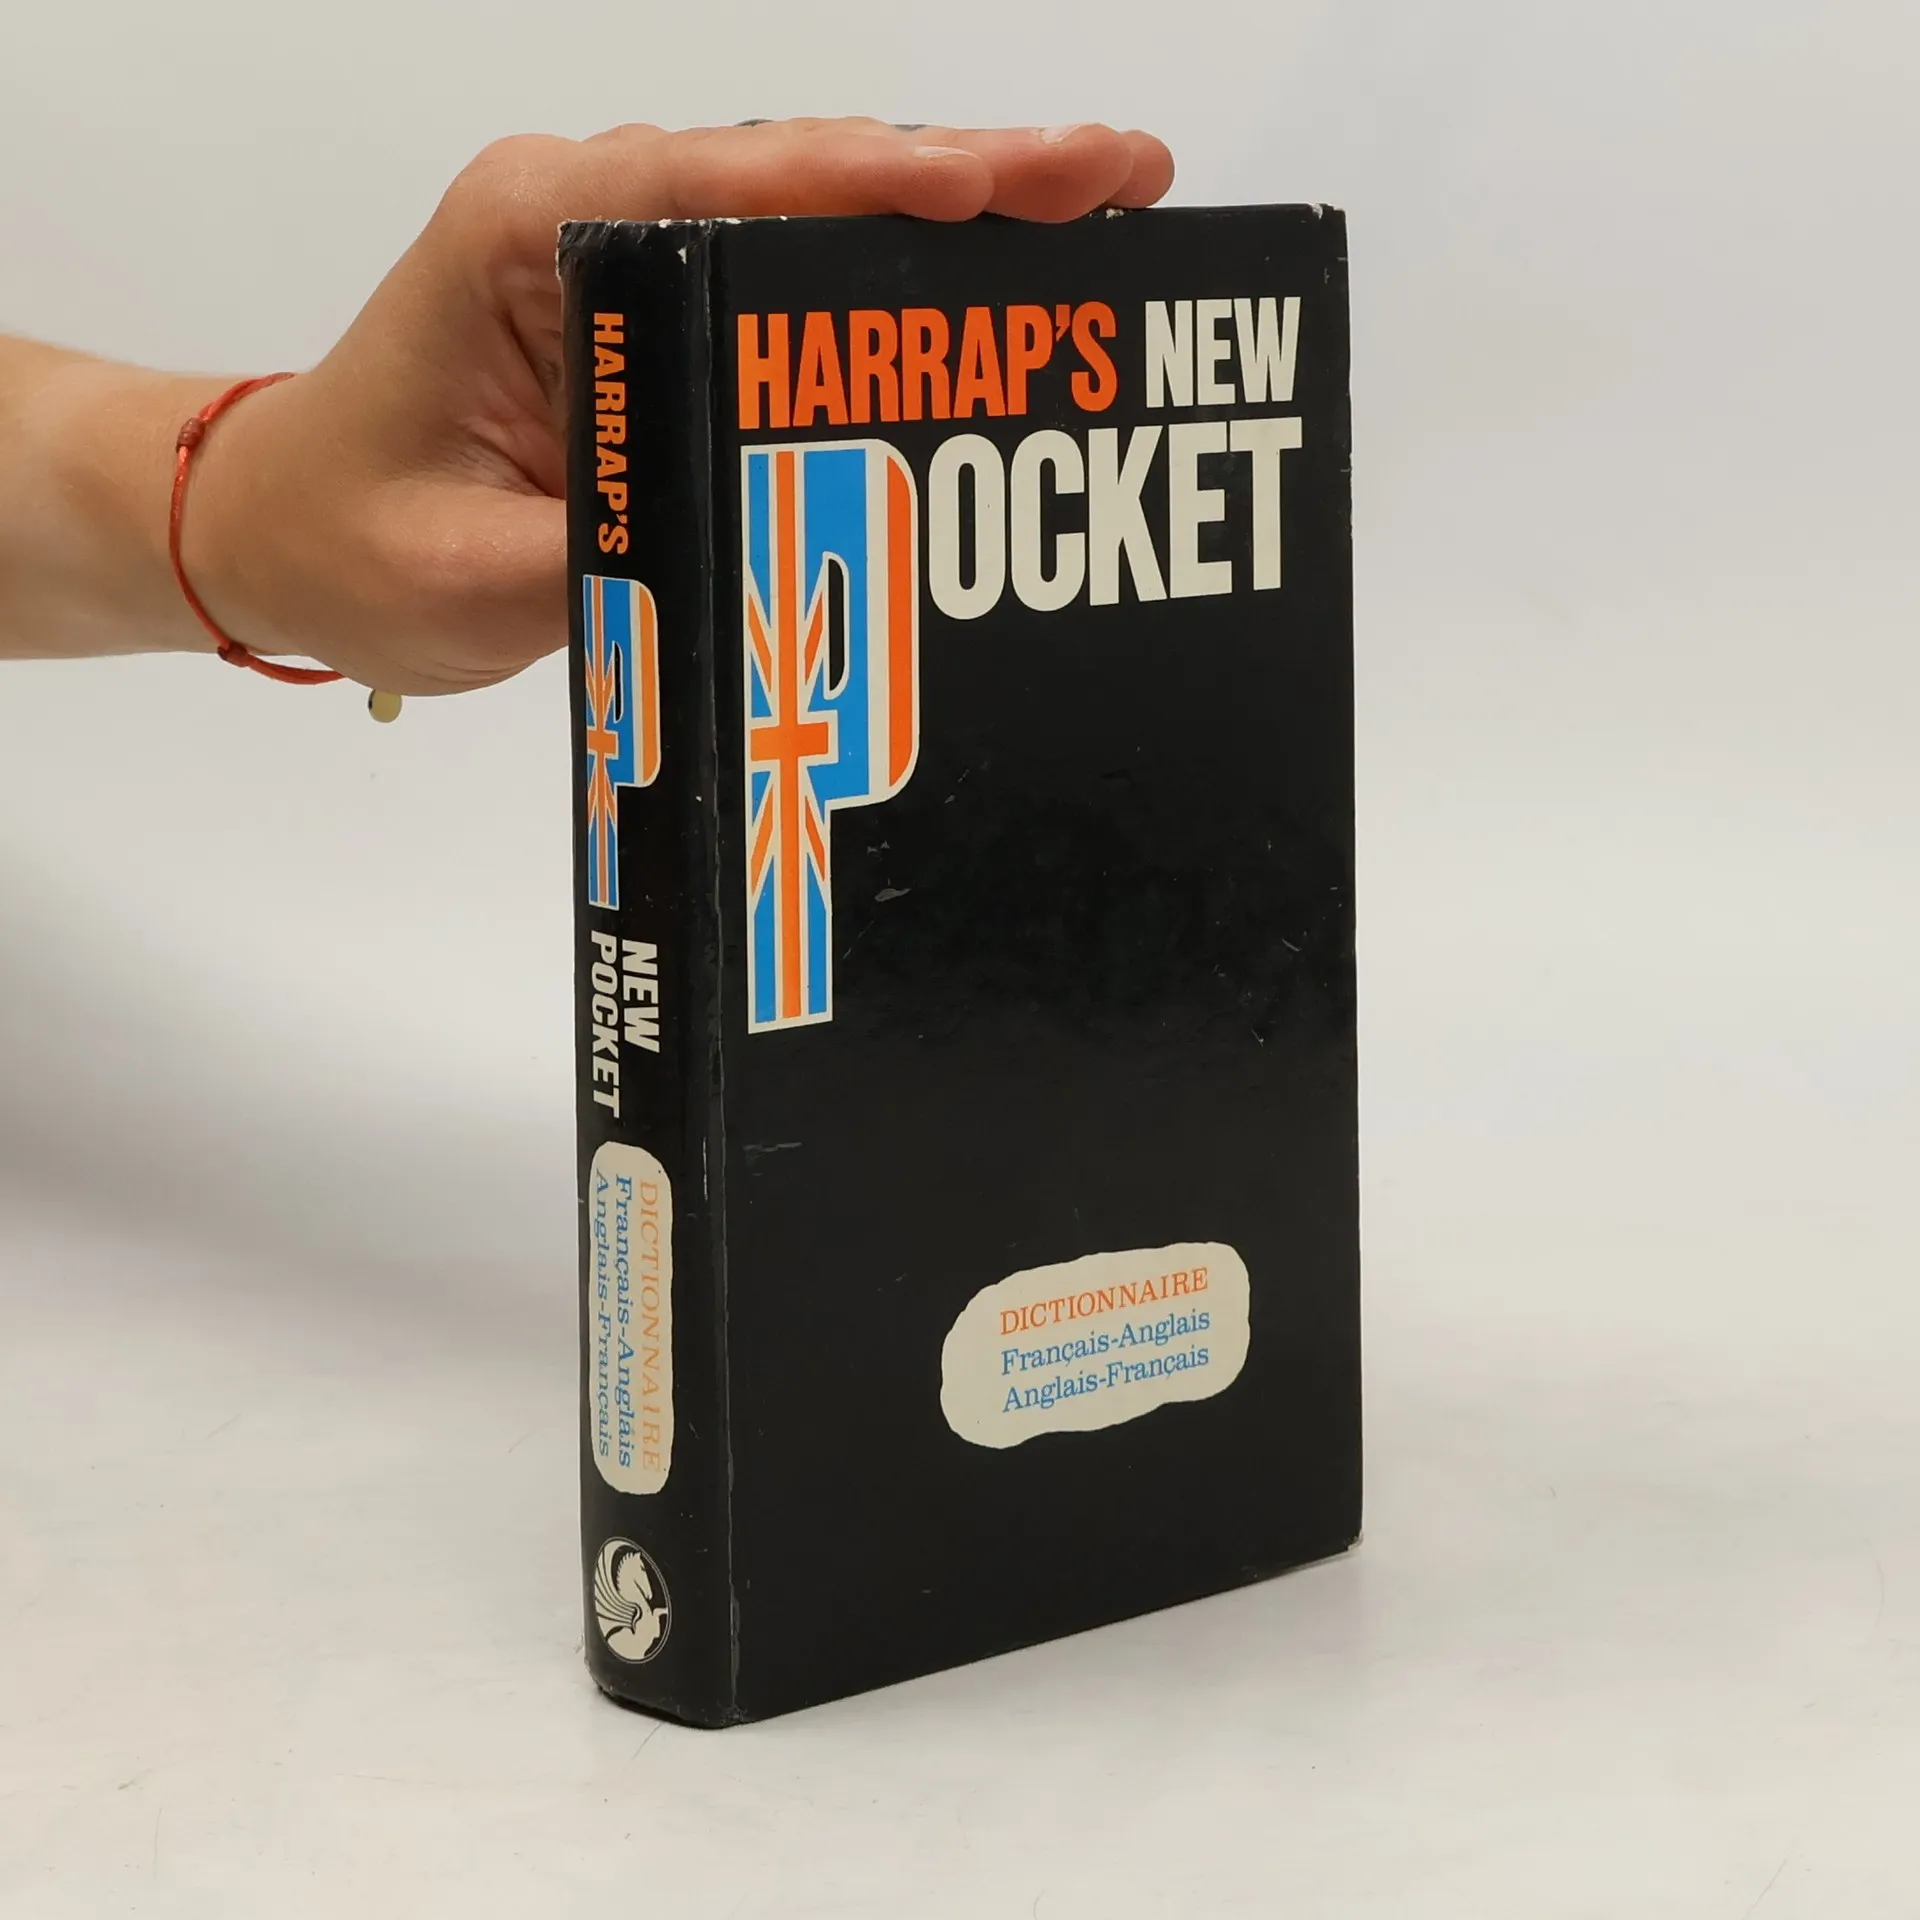 HARRAP'S NEW
POCKET
DICTIONNAIRE
Français-Anglais
Anglais-Français
HARRAP'S
P
NEW
POCKET
DICTIONNAIRE
Français-Anglais
Anglais-Français